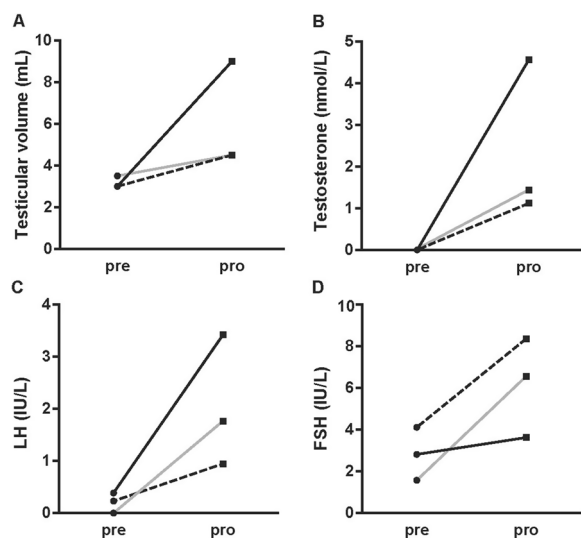 A
Testicular volume (mL)
10
8
6
4
2
0
pre pro
B
Testosterone (nmol/L)
5
4
3
2
1
0
pre pro
C
LH (IU/L)
4
3
2
1
0
pre pro
D
FSH (IU/L)
10
8
6
4
2
0
pre pro